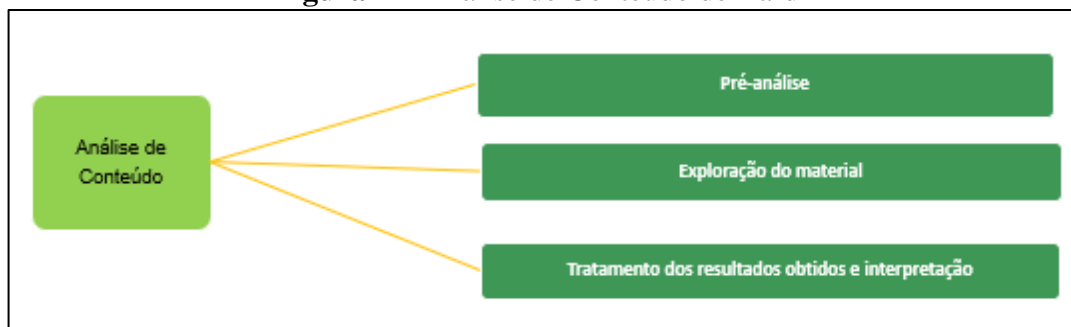 Análise de
Conteúdo
Pré-análise
Exploração do material
Tratamento dos resultados obtidos e interpretação